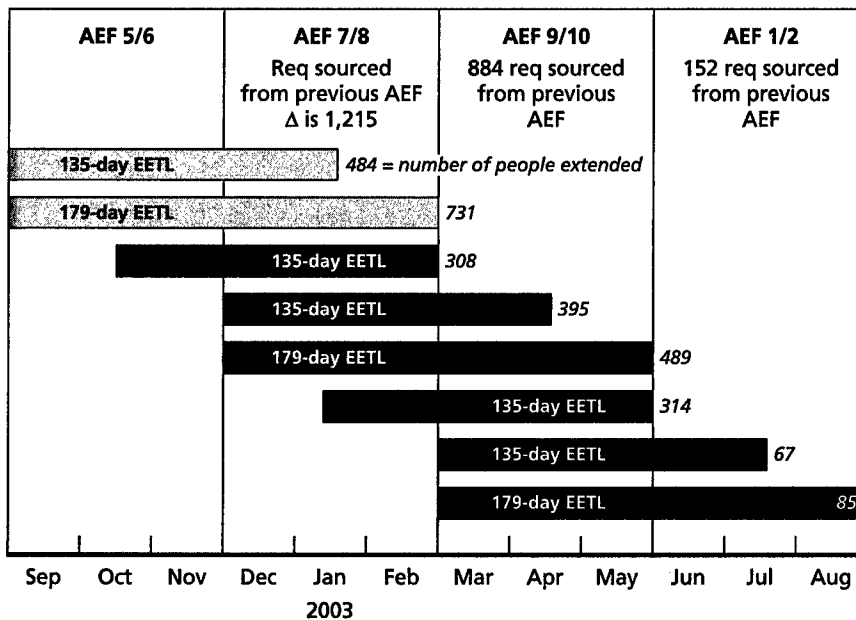 AEF 5/6
AEF 7/8
Req sourced
from previous AEF
Δ is 1,215
AEF 9/10
884 req sourced
from previous
AEF
AEF 1/2
152 req sourced
from previous
AEF
135-day EETL 484 = number of people extended
179-day EETL 731
135-day EETL 308
135-day EETL 395
179-day EETL 489
135-day EETL 314
135-day EETL 67
179-day EETL 85
Sep Oct Nov Dec Jan Feb Mar Apr May Jun Jul Aug
2003